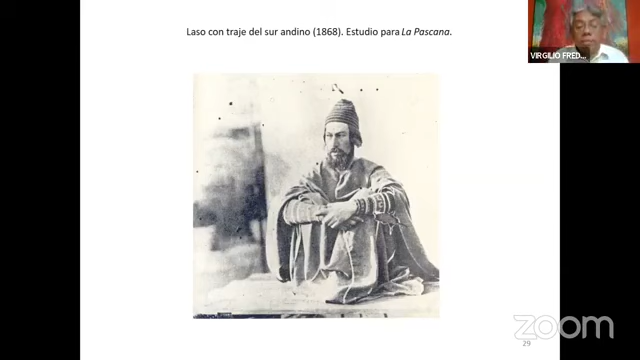 Laso con traje del sur andino (1868). Estudio para La Pascana.
VIRGILIO FRED...
zoom
29